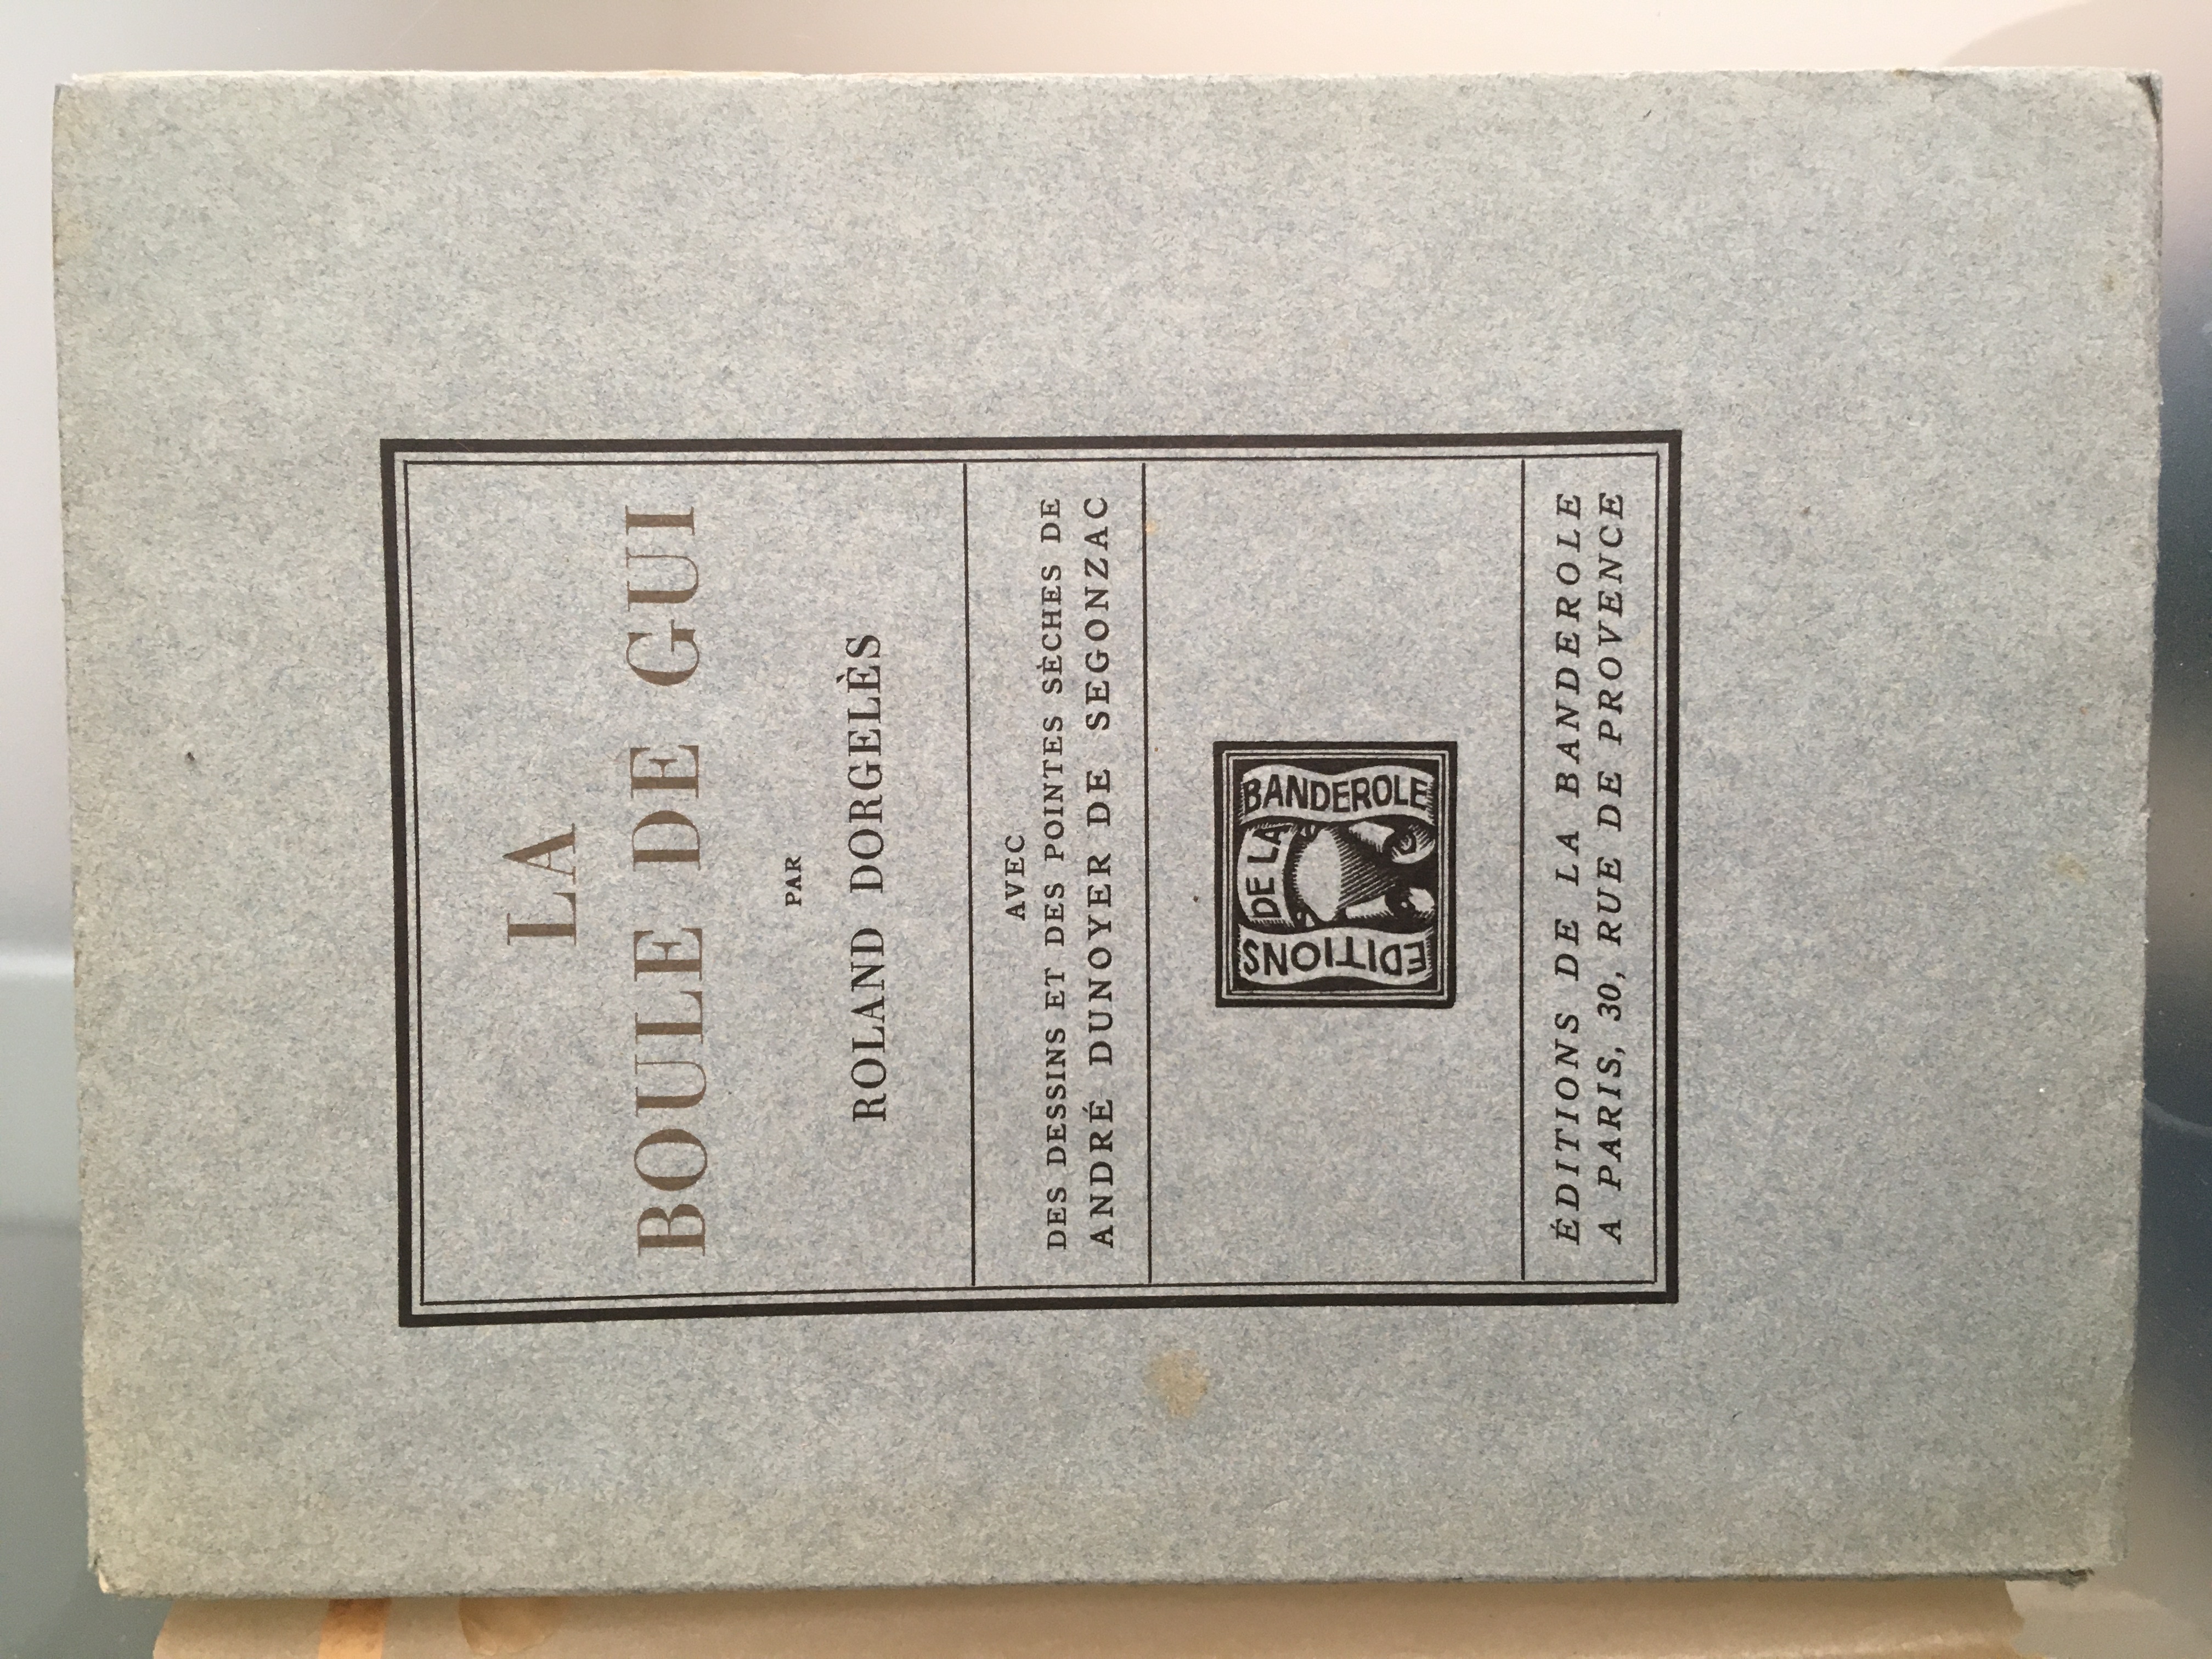 LA
BOULE DE GUI
PAR
ROLAND DORGELÈS
AVEC
DES DESSINS ET DES POINTES SÈCHES DE
ANDRÉ DUNOYER DE SEGONZAC
EDITIONS
DE LA
BANDEROLE
ÉDITIONS DE LA BANDEROLE
A PARIS, 30, RUE DE PROVENCE